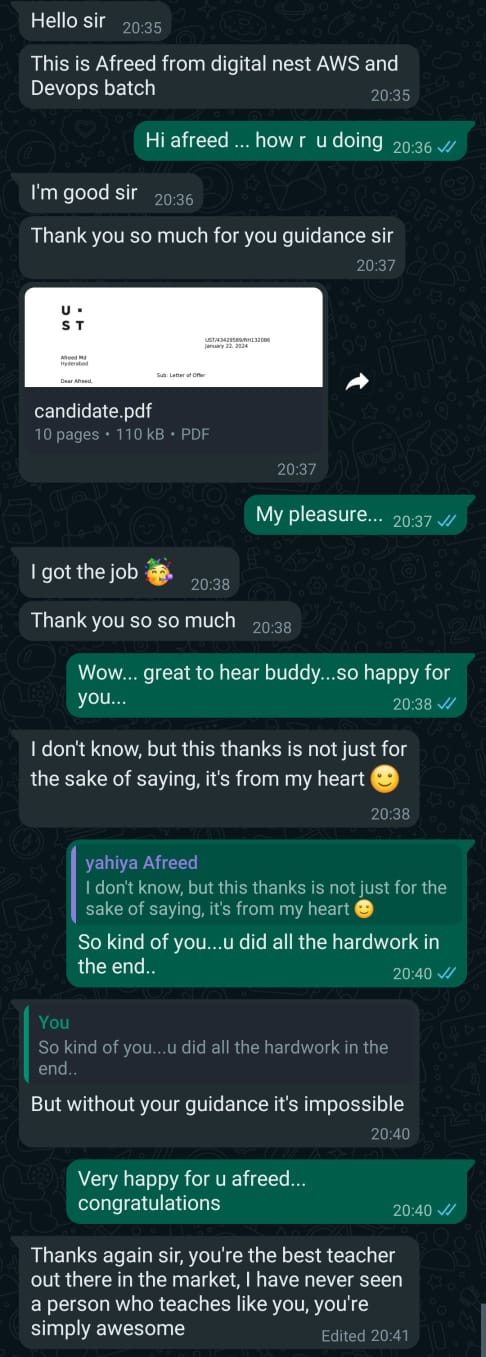 Hello sir 20:35
This is Afreed from digital nest AWS and
Devops batch 20:35
Hi afreed ... how r u doing 20:36
I'm good sir 20:36
Thank you so much for you guidance sir
20:37
U
S T
UST/43429589/RH132086
January 22, 2024
Afreed Md
Hyderabad
Sub: Letter of Offer
Dear Afreed,
candidate.pdf
10 pages • 110 kB • PDF
20:37
My pleasure... 20:37
I got the job 🥳 20:38
Thank you so so much 20:38
Wow... great to hear buddy...so happy for
you... 20:38
I don't know, but this thanks is not just for
the sake of saying, it's from my heart 🙂
20:38
yahiya Afreed
I don't know, but this thanks is not just for the
sake of saying, it's from my heart 🙂
So kind of you...u did all the hardwork in
the end.. 20:40
You
So kind of you...u did all the hardwork in the
end..
But without your guidance it's impossible
20:40
Very happy for u afreed...
congratulations 20:40
Thanks again sir, you're the best teacher
out there in the market, I have never seen
a person who teaches like you, you're
simply awesome Edited 20:41